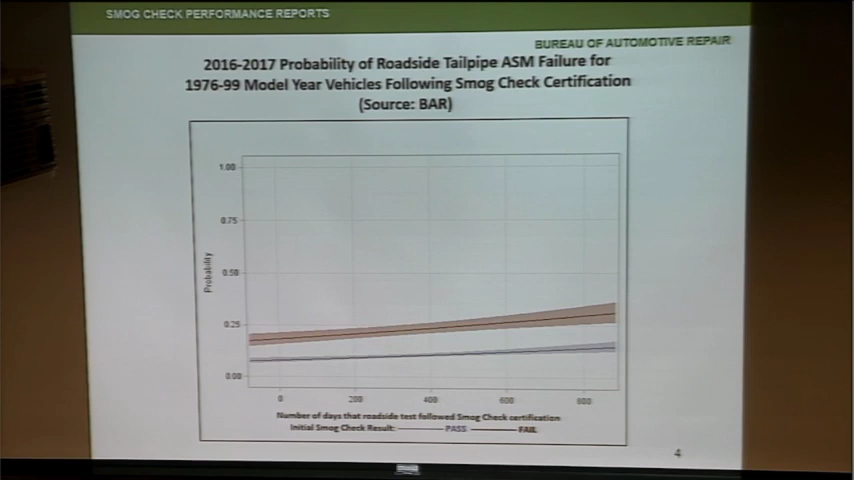 SMOG CHECK PERFORMANCE REPORTS
BUREAU OF AUTOMOTIVE REPAIR
2016-2017 Probability of Roadside Tailpipe ASM Failure for
1976-99 Model Year Vehicles Following Smog Check Certification
(Source: BAR)
1.00
0.75
0.50
0.25
0.00
Probability
0 200 400 600 800
Number of days that roadside test followed Smog Check certification
Initial Smog Check Result: PASS FAIL
4